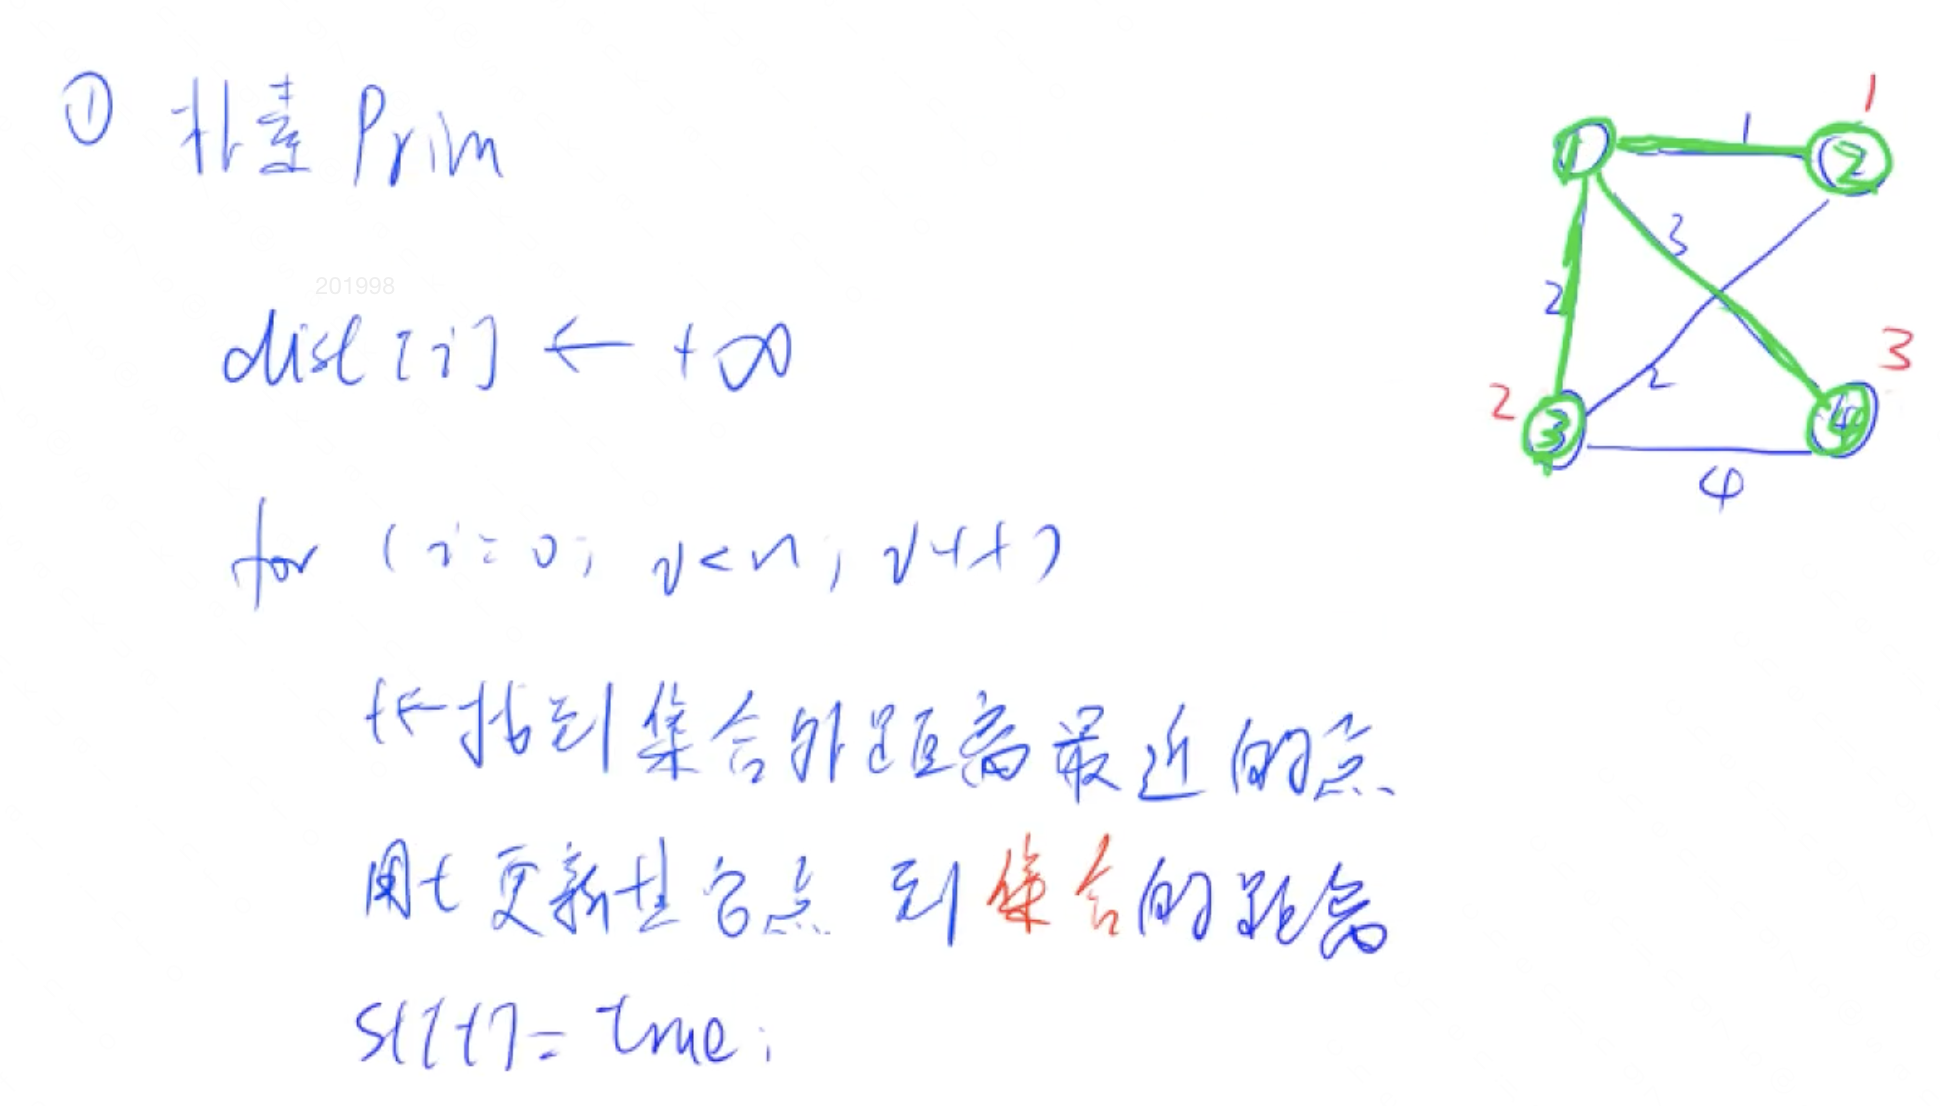 ① 朴素 Prim
201998
dist[i] ← +∞
for (i=0; i<n; i++)
t ← 找到集合外距离最近的点
用t更新其它点 到集合的距离
st[t]=true;
1
1
1 2
3
2
3
2
2
3 4
4